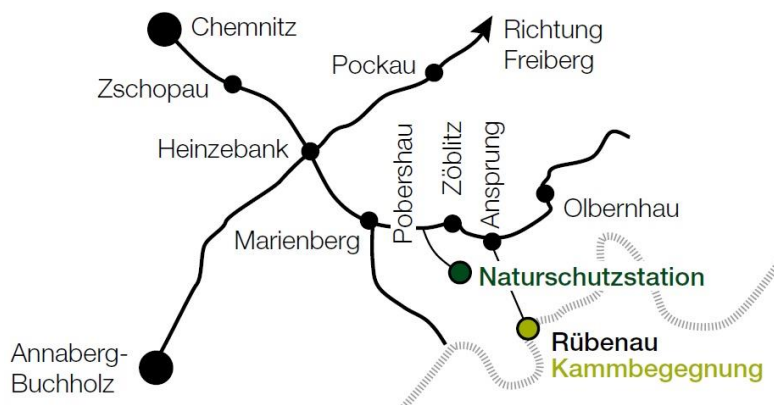 Chemnitz
Richtung
Freiberg
Pockau
Zschopau
Heinzebank
Pobershau
Zöblitz
Ansprung
Olbernhau
Marienberg
Naturschutzstation
Rübenau
Kammbegegnung
Annaberg-
Buchholz